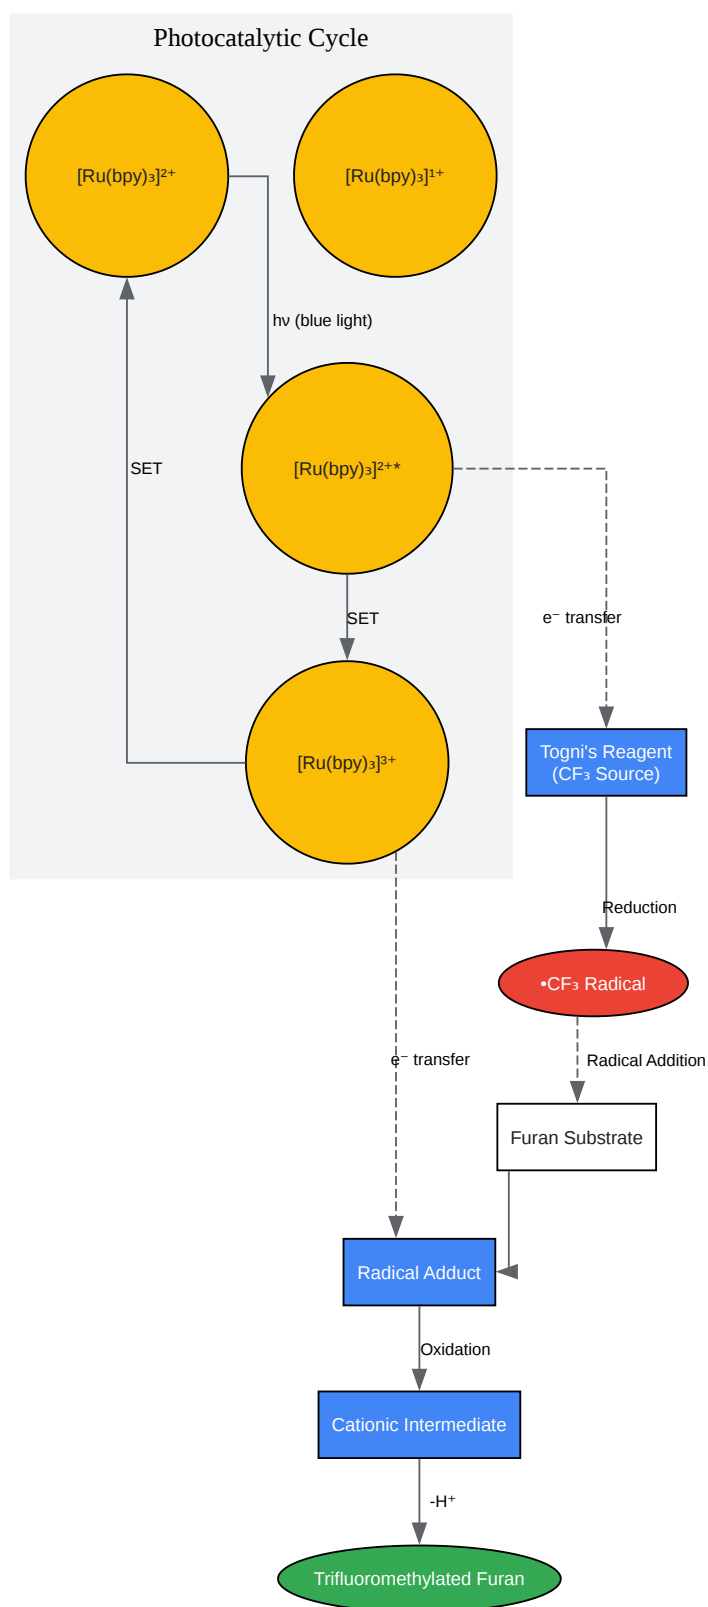 Photocatalytic Cycle
[Ru(bpy)₃]²⁺
[Ru(bpy)₃]¹⁺
hν (blue light)
[Ru(bpy)₃]²⁺*
SET
SET
e⁻ transfer
[Ru(bpy)₃]³⁺
Togni's Reagent
(CF₃ Source)
Reduction
•CF₃ Radical
e⁻ transfer
Radical Addition
Furan Substrate
Radical Adduct
Oxidation
Cationic Intermediate
-H⁺
Trifluoromethylated Furan